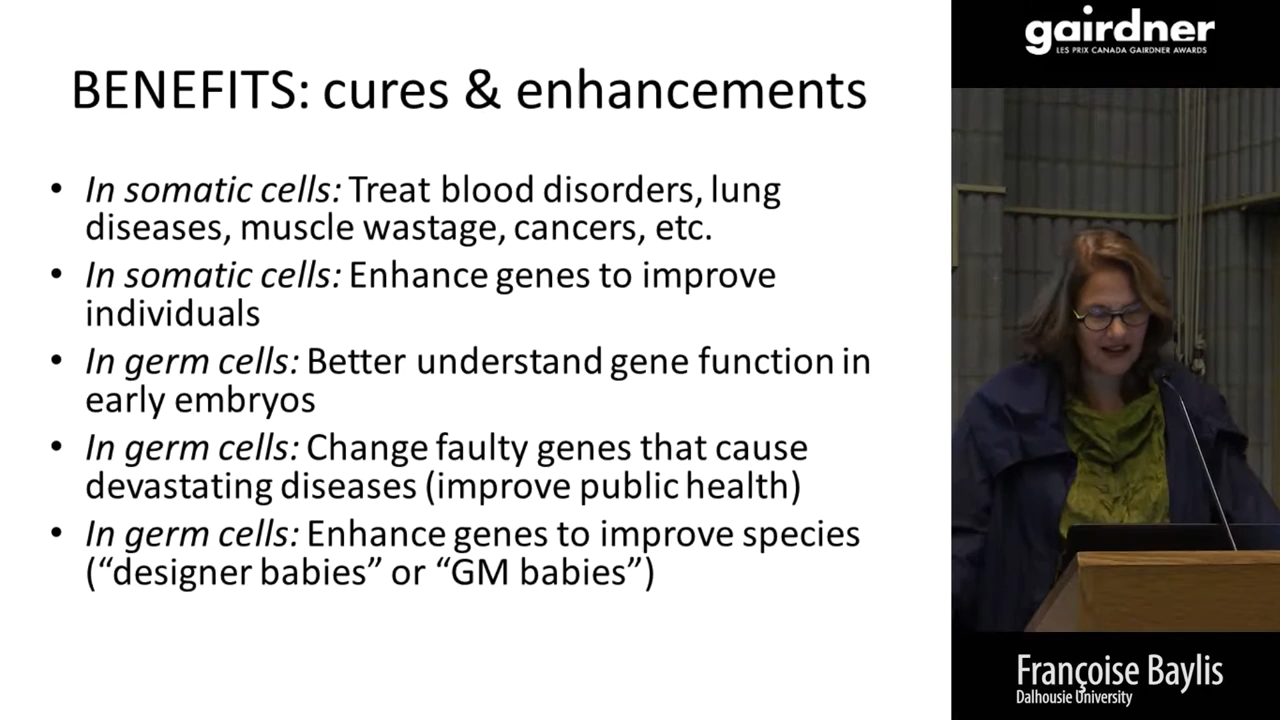 BENEFITS: cures & enhancements
• In somatic cells: Treat blood disorders, lung
diseases, muscle wastage, cancers, etc.
• In somatic cells: Enhance genes to improve
individuals
• In germ cells: Better understand gene function in
early embryos
• In germ cells: Change faulty genes that cause
devastating diseases (improve public health)
• In germ cells: Enhance genes to improve species
(“designer babies” or “GM babies”)
gairdner
LES PRIX CANADA GAIRDNER AWARDS
Françoise Baylis
Dalhousie University